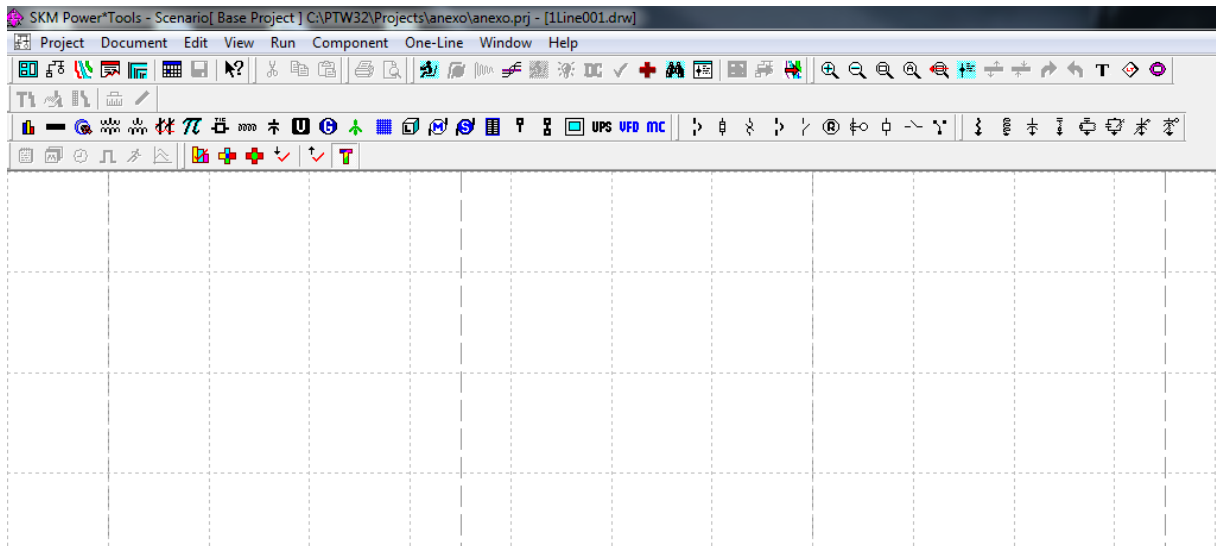 SKM Power*Tools - Scenario[ Base Project ] C:\PTW32\Projects\anexo\anexo.prj - [1Line001.drw]
Project Document Edit View Run Component One-Line Window Help
DC T
U G M S UPS VFD MC R
T